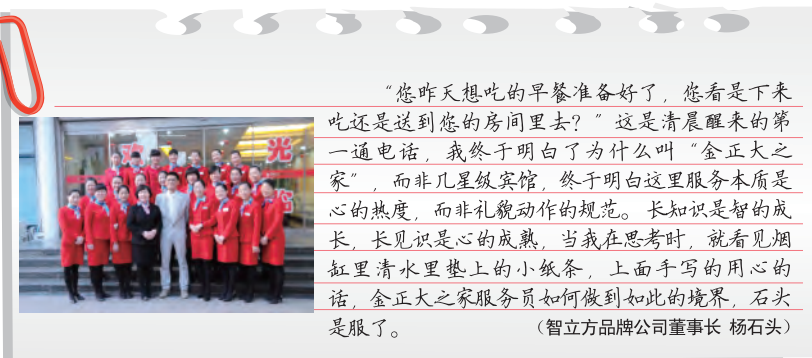 “您昨天想吃的早餐准备好了，您看是下来
吃还是送到您的房间里去？”这是清晨醒来的第
一通电话，我终于明白了为什么叫“金正大之
家”，而非几星级宾馆，终于明白这里服务本质是
心的热度，而非礼貌动作的规范。长知识是智的成
长，长见识是心的成熟，当我在思考时，就看见烟
缸里清水里垫上的小纸条，上面手写的用心的
话，金正大之家服务员如何做到如此的境界，石头
是服了。 （智立方品牌公司董事长 杨石头）
欢
光
临